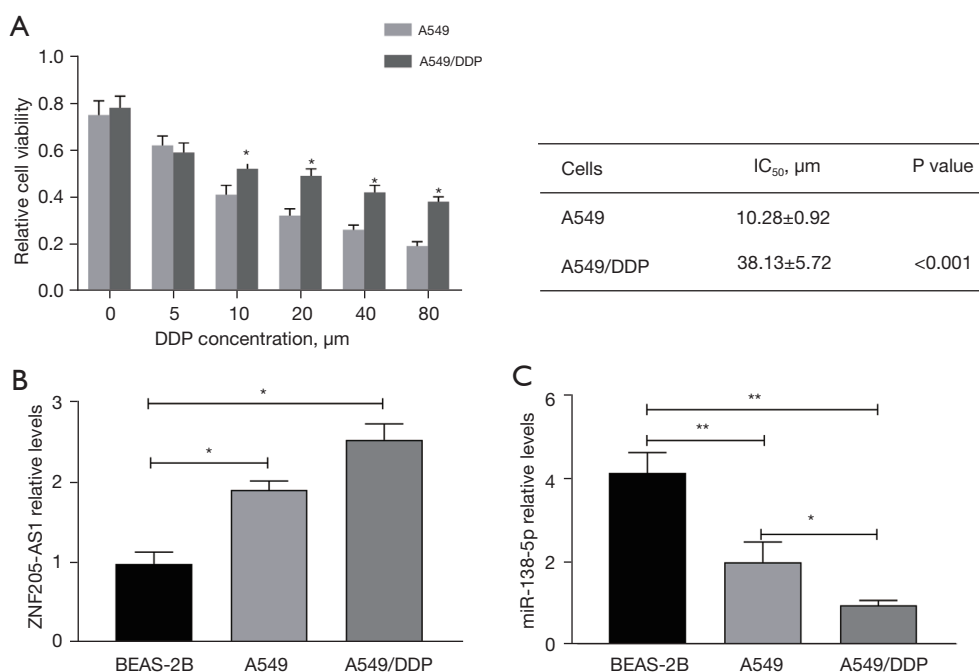 A
A549
A549/DDP
Relative cell viability
1.0
0.8
0.6
0.4
0.2
0.0
* * * *
0 5 10 20 40 80
DDP concentration, μm
Cells IC50, μm P value
A549 10.28±0.92
A549/DDP 38.13±5.72 <0.001
B
ZNF205-AS1 relative levels
3
2
1
0
*
*
BEAS-2B A549 A549/DDP
C
miR-138-5p relative levels
6
4
2
0
**
**
*
BEAS-2B A549 A549/DDP